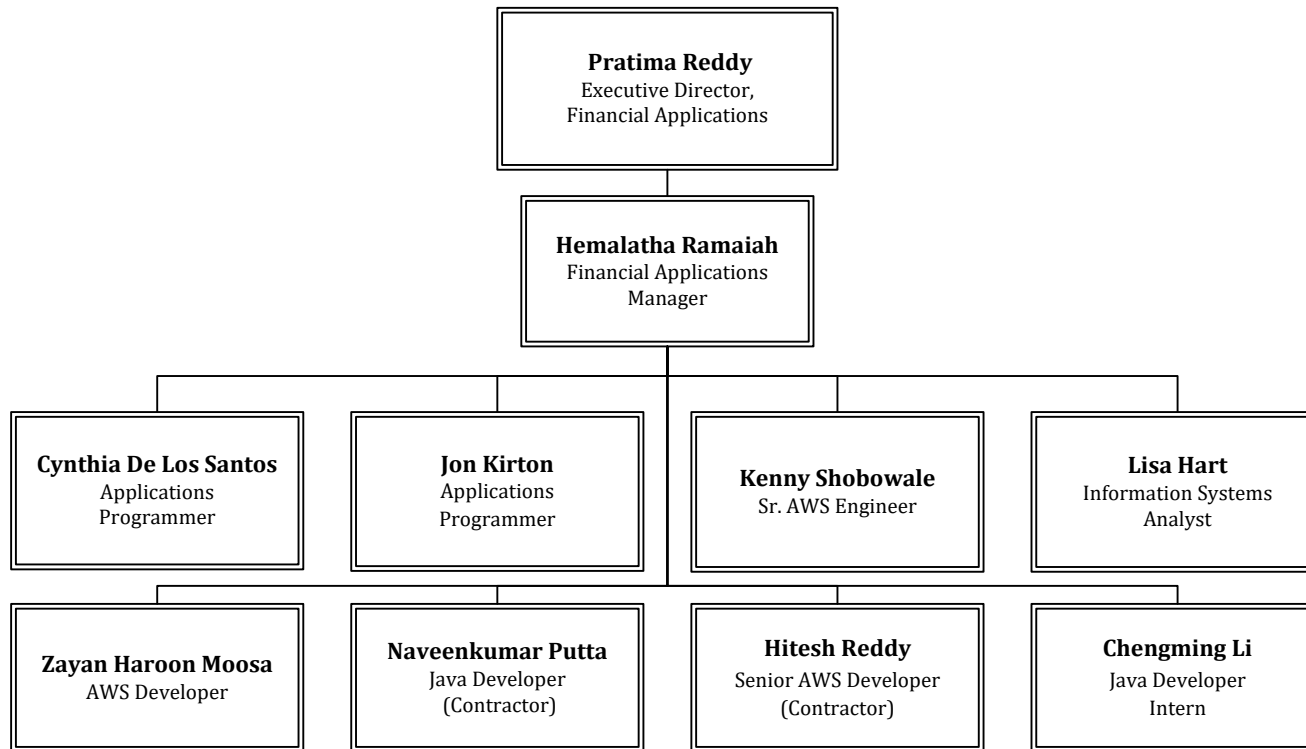 Pratima Reddy
Executive Director,
Financial Applications
Hemalatha Ramaiah
Financial Applications
Manager
Cynthia De Los Santos
Applications
Programmer
Jon Kirton
Applications
Programmer
Kenny Shobowale
Sr. AWS Engineer
Lisa Hart
Information Systems
Analyst
Zayan Haroon Moosa
AWS Developer
Naveenkumar Putta
Java Developer
(Contractor)
Hitesh Reddy
Senior AWS Developer
(Contractor)
Chengming Li
Java Developer
Intern